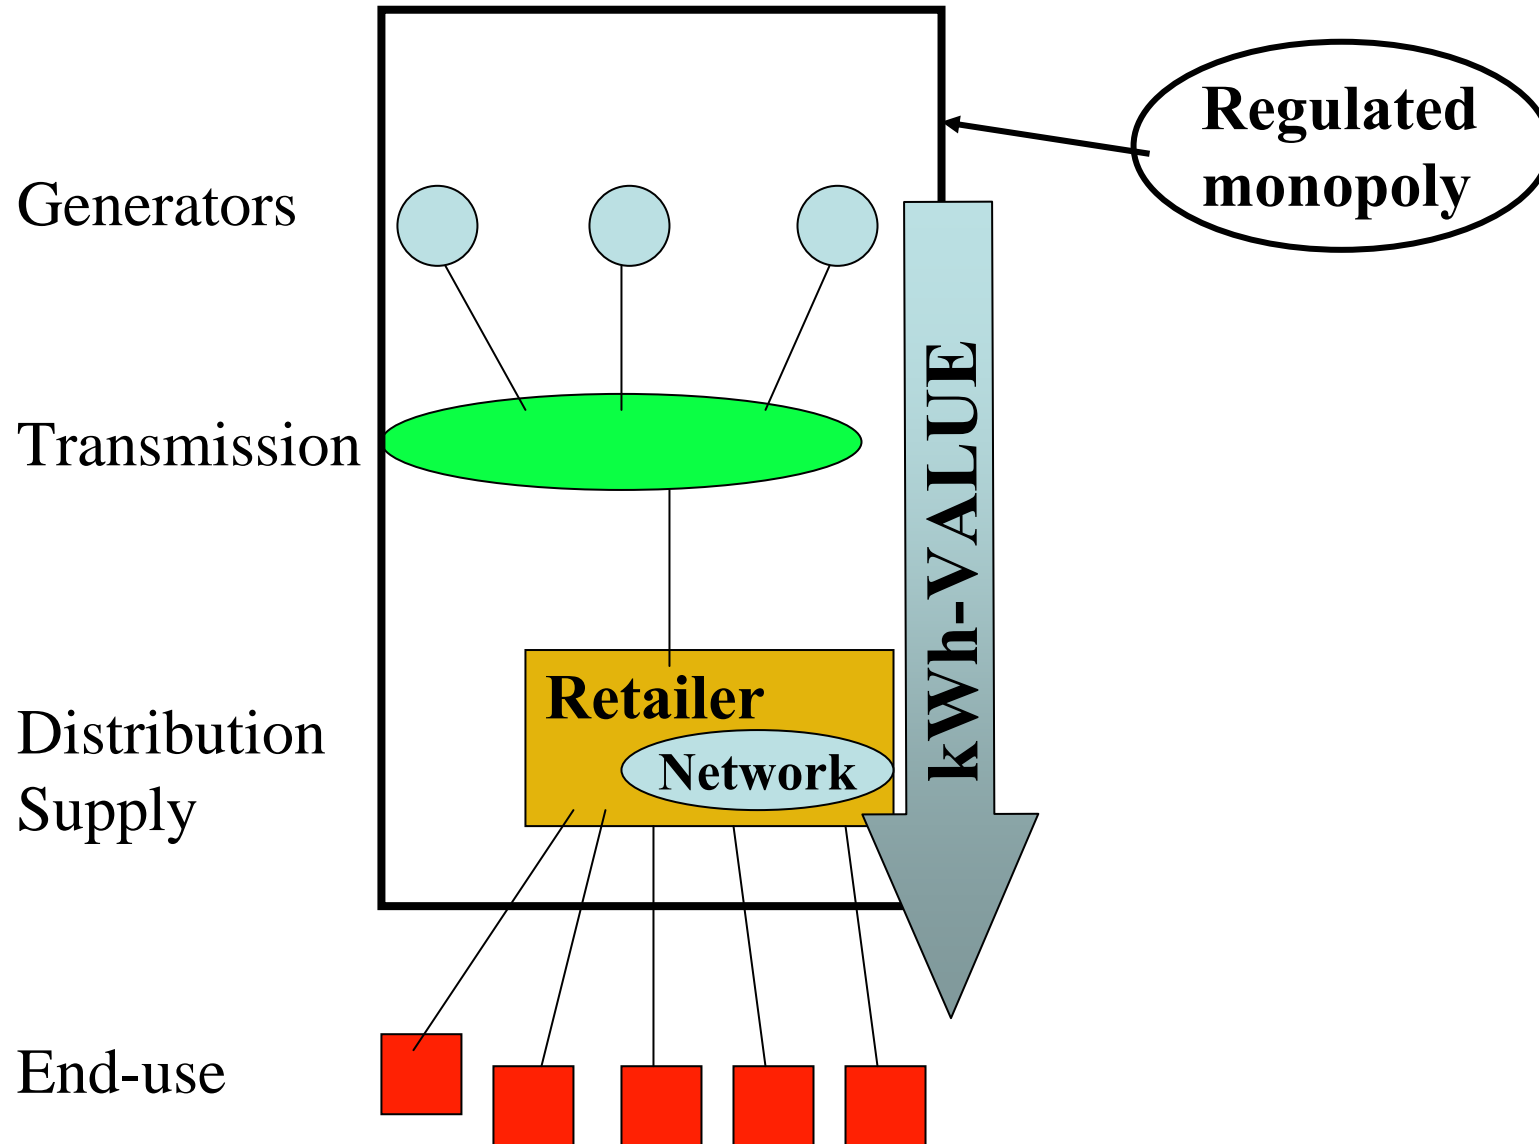 Regulated
monopoly
Generators
Transmission
kWh-VALUE
Retailer
Network
Distribution
Supply
End-use